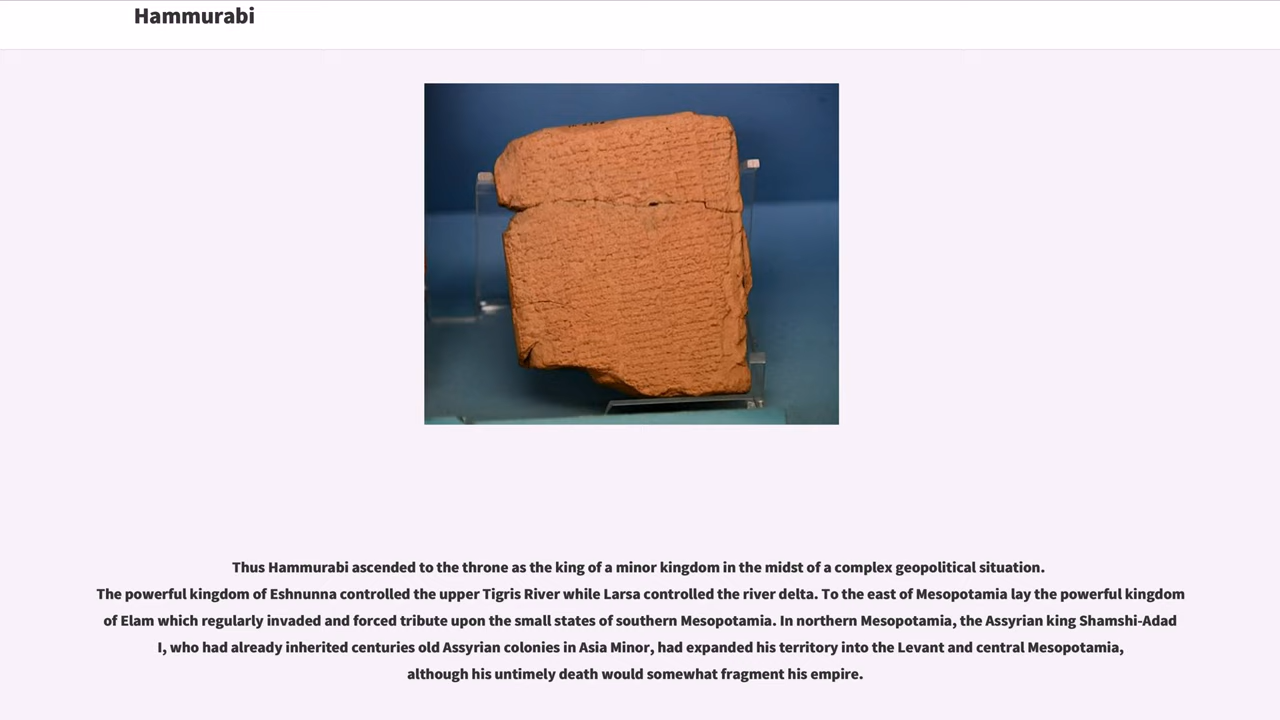 Hammurabi
Thus Hammurabi ascended to the throne as the king of a minor kingdom in the midst of a complex geopolitical situation.
The powerful kingdom of Eshnunna controlled the upper Tigris River while Larsa controlled the river delta. To the east of Mesopotamia lay the powerful kingdom
of Elam which regularly invaded and forced tribute upon the small states of southern Mesopotamia. In northern Mesopotamia, the Assyrian king Shamshi-Adad
I, who had already inherited centuries old Assyrian colonies in Asia Minor, had expanded his territory into the Levant and central Mesopotamia,
although his untimely death would somewhat fragment his empire.